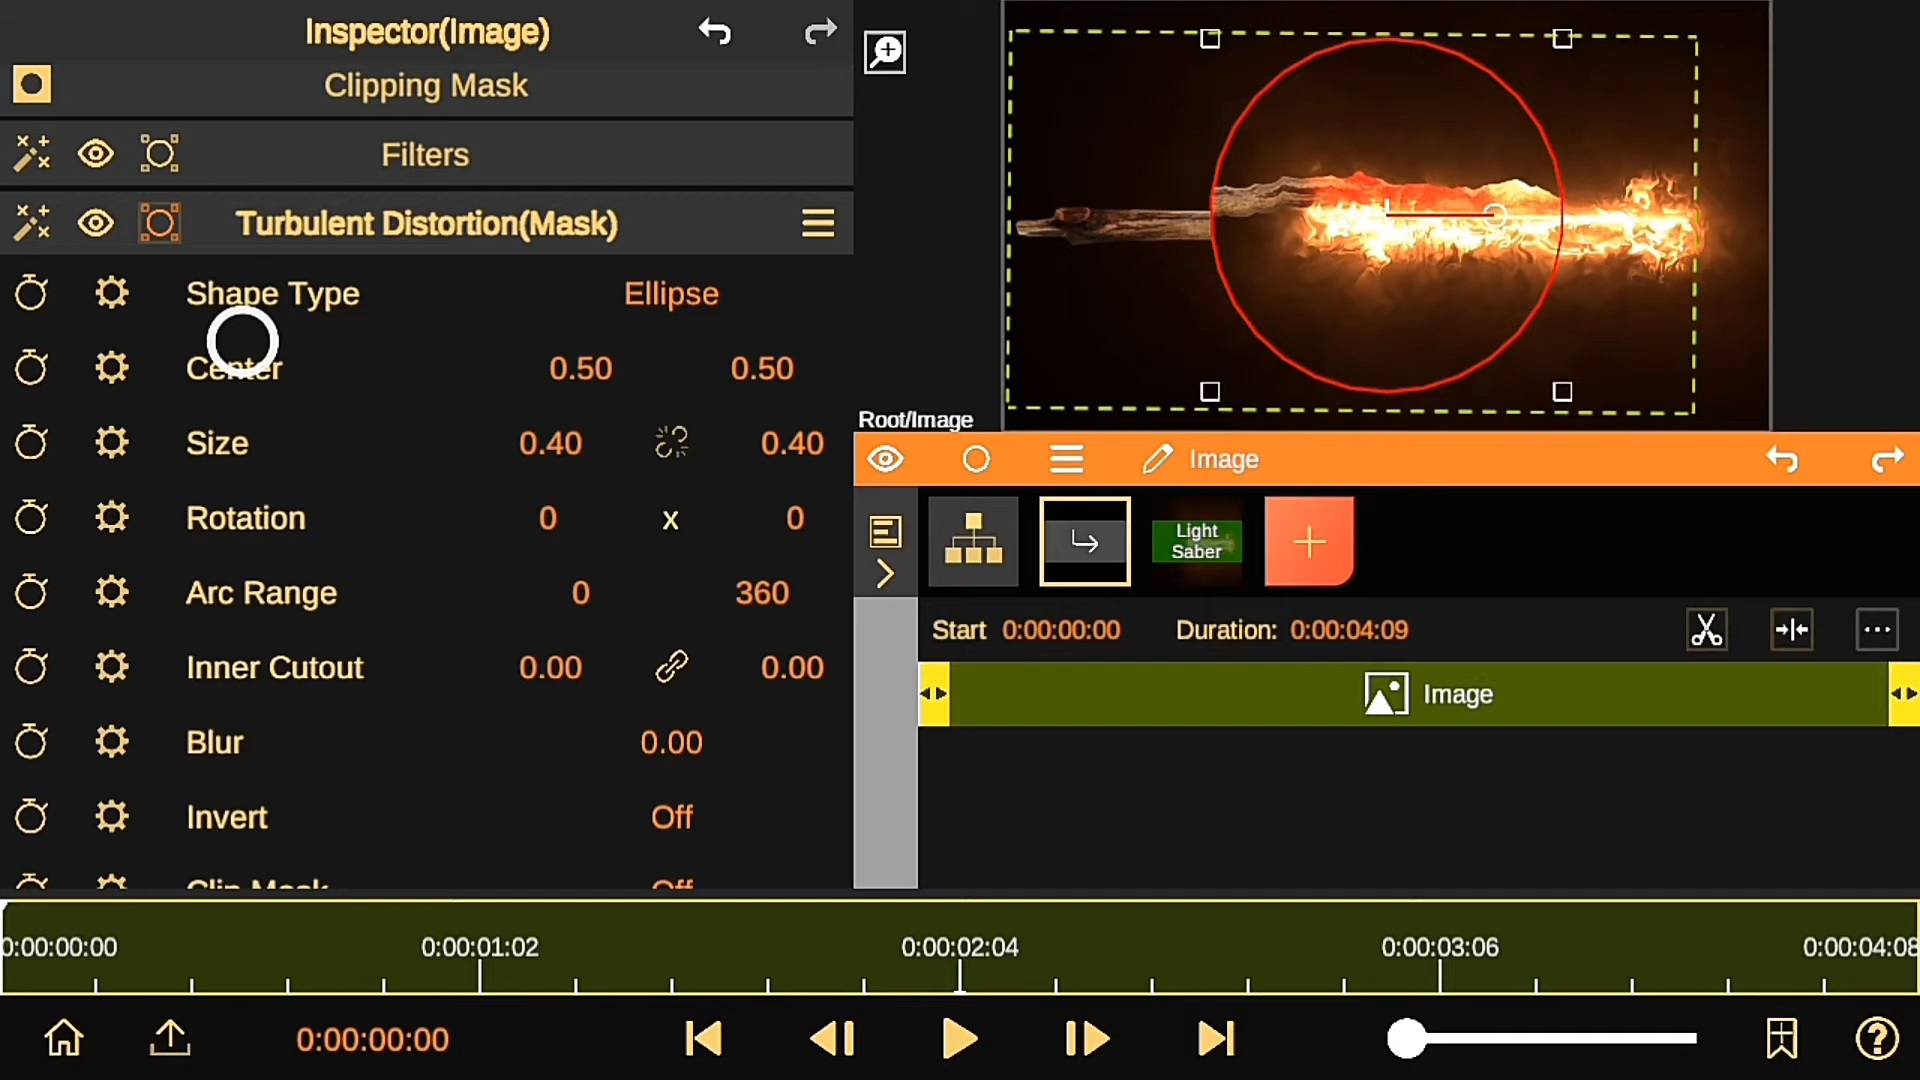 Inspector(Image)
Clipping Mask
Filters
Turbulent Distortion(Mask)
Shape Type Ellipse
Center 0.50 0.50
Size 0.40 0.40
Rotation 0 x 0
Arc Range 0 360
Inner Cutout 0.00 0.00
Blur 0.00
Invert Off
Clip Mask Off
Root/Image
Image
Light
Saber
Start 0:00:00:00 Duration: 0:00:04:09
Image
0:00:00:00 0:00:01:02 0:00:02:04 0:00:03:06 0:00:04:08
0:00:00:00